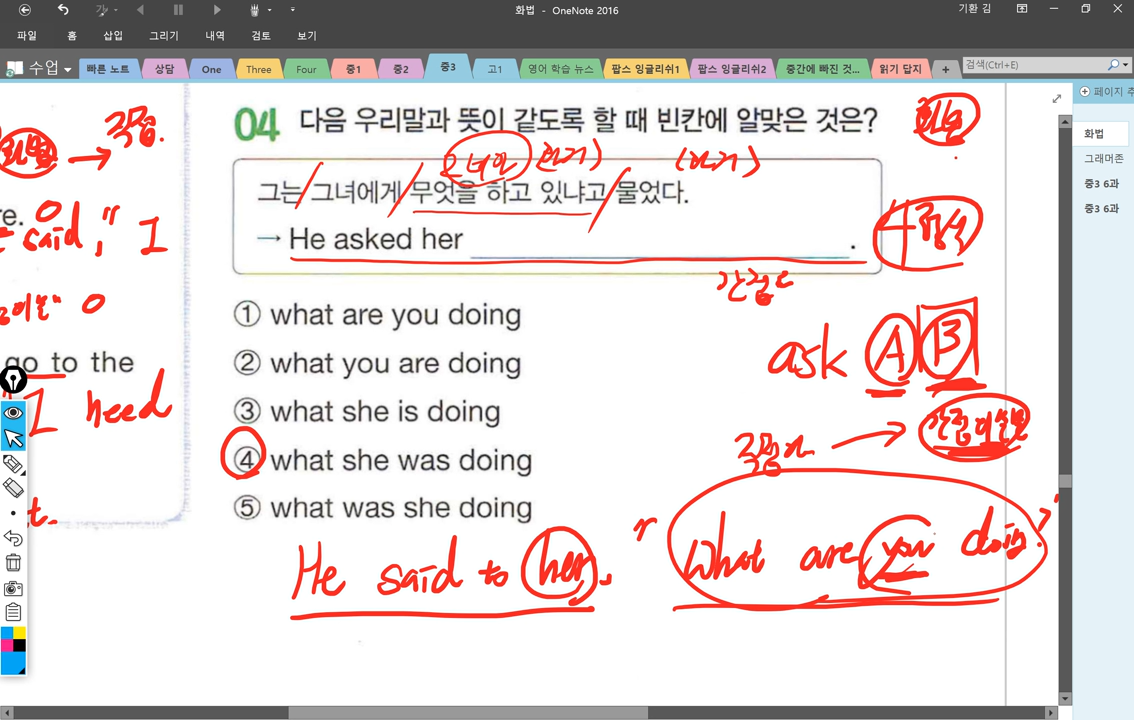 화법 - OneNote 2016
기환 김
파일 홈 삽입 그리기 내역 검토 보기
수업 빠른 노트 상담 One Three Four 중1 중2 중3 고1 영어 학습 뉴스 팝스 잉글리쉬1 팝스 잉글리쉬2 중간에 빠진 것... 읽기 답지 +
검색(Ctrl+E)
페이지 추
화법
그래머존
중3 6과
중3 6과
04 다음 우리말과 뜻이 같도록 할 때 빈칸에 알맞은 것은?
화법
그는 / 그녀에게 / 무엇을 하고 있냐고 / 물었다.
→ He asked her .
4형식
① what are you doing
② what you are doing
③ what she is doing
④ what she was doing
⑤ what was she doing
ask A B
He said to her, " What are you doing? "
re.
said, " I
go to the
I need
t.